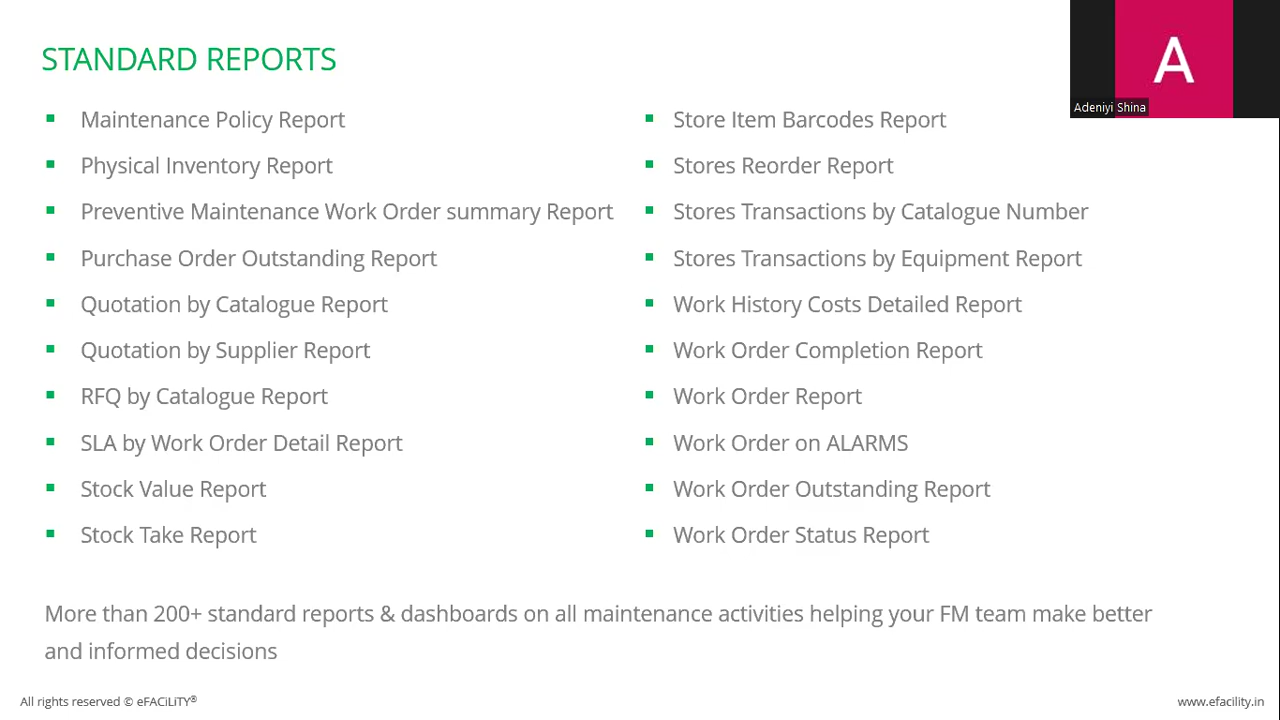 STANDARD REPORTS
A
Adeniyi Shina
Maintenance Policy Report
Physical Inventory Report
Preventive Maintenance Work Order summary Report
Purchase Order Outstanding Report
Quotation by Catalogue Report
Quotation by Supplier Report
RFQ by Catalogue Report
SLA by Work Order Detail Report
Stock Value Report
Stock Take Report
Store Item Barcodes Report
Stores Reorder Report
Stores Transactions by Catalogue Number
Stores Transactions by Equipment Report
Work History Costs Detailed Report
Work Order Completion Report
Work Order Report
Work Order on ALARMS
Work Order Outstanding Report
Work Order Status Report
More than 200+ standard reports & dashboards on all maintenance activities helping your FM team make better
and informed decisions
All rights reserved © eFACiLiTY®
www.efacility.in